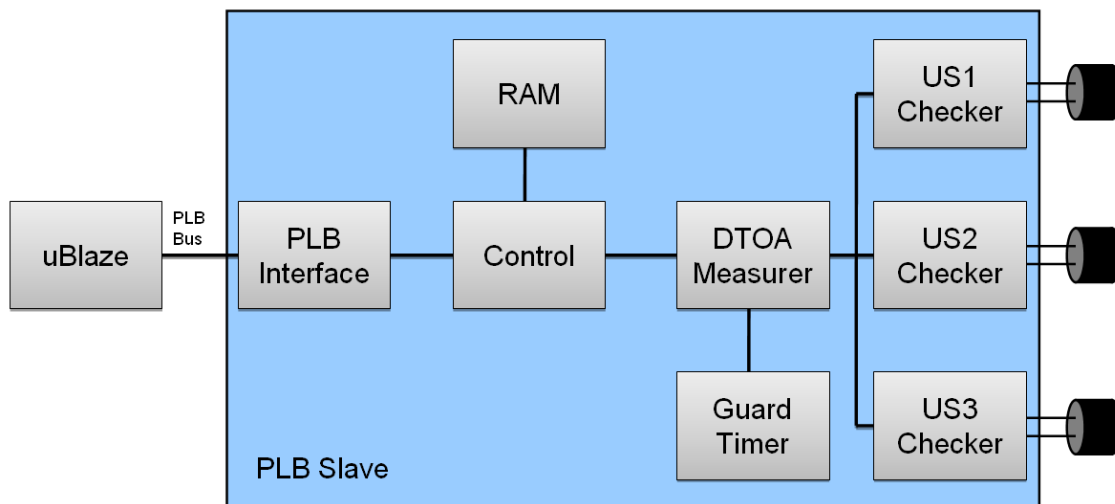 RAM
US1
Checker
uBlaze
PLB
Bus
PLB
Interface
Control
DTOA
Measurer
US2
Checker
Guard
Timer
US3
Checker
PLB Slave